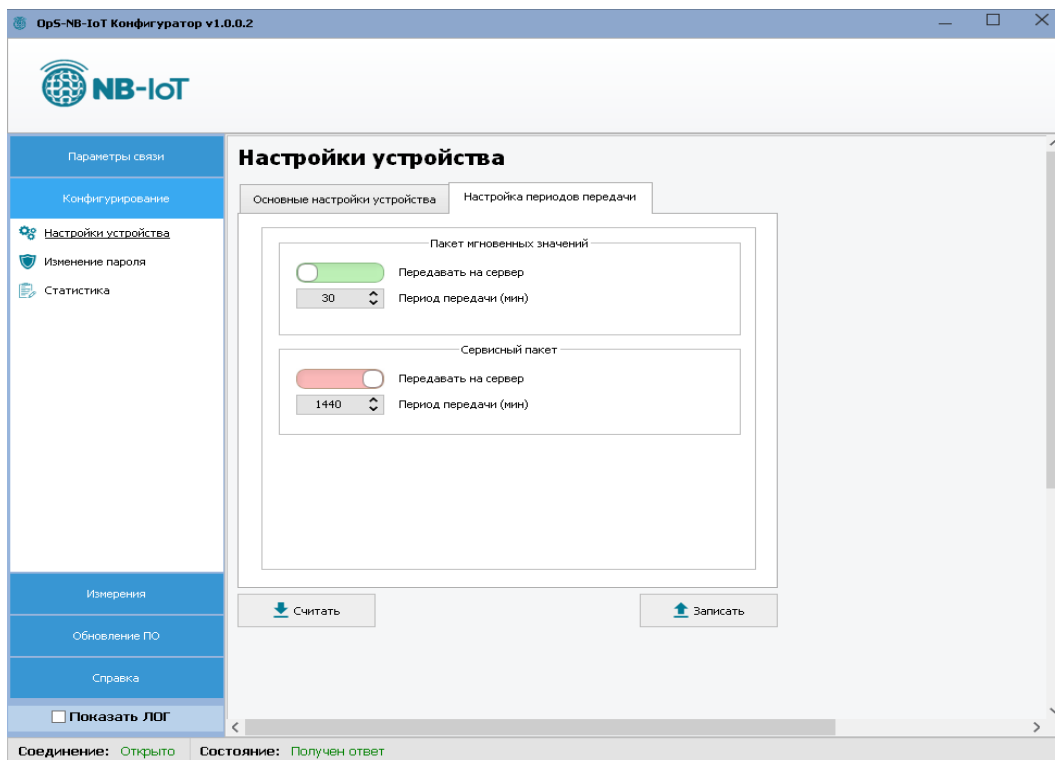 OpS-NB-IoT Конфигуратор v1.0.0.2
NB-IoT
Параметры связи
Конфигурирование
Настройки устройства
Изменение пароля
Статистика
Настройки устройства
Основные настройки устройства
Настройка периодов передачи
Пакет мгновенных значений
Передавать на сервер
30
Период передачи (мин)
Сервисный пакет
Передавать на сервер
1440
Период передачи (мин)
Считать
Записать
Измерения
Обновление ПО
Справка
Показать ЛОГ
Соединение: Открыто Состояние: Получен ответ